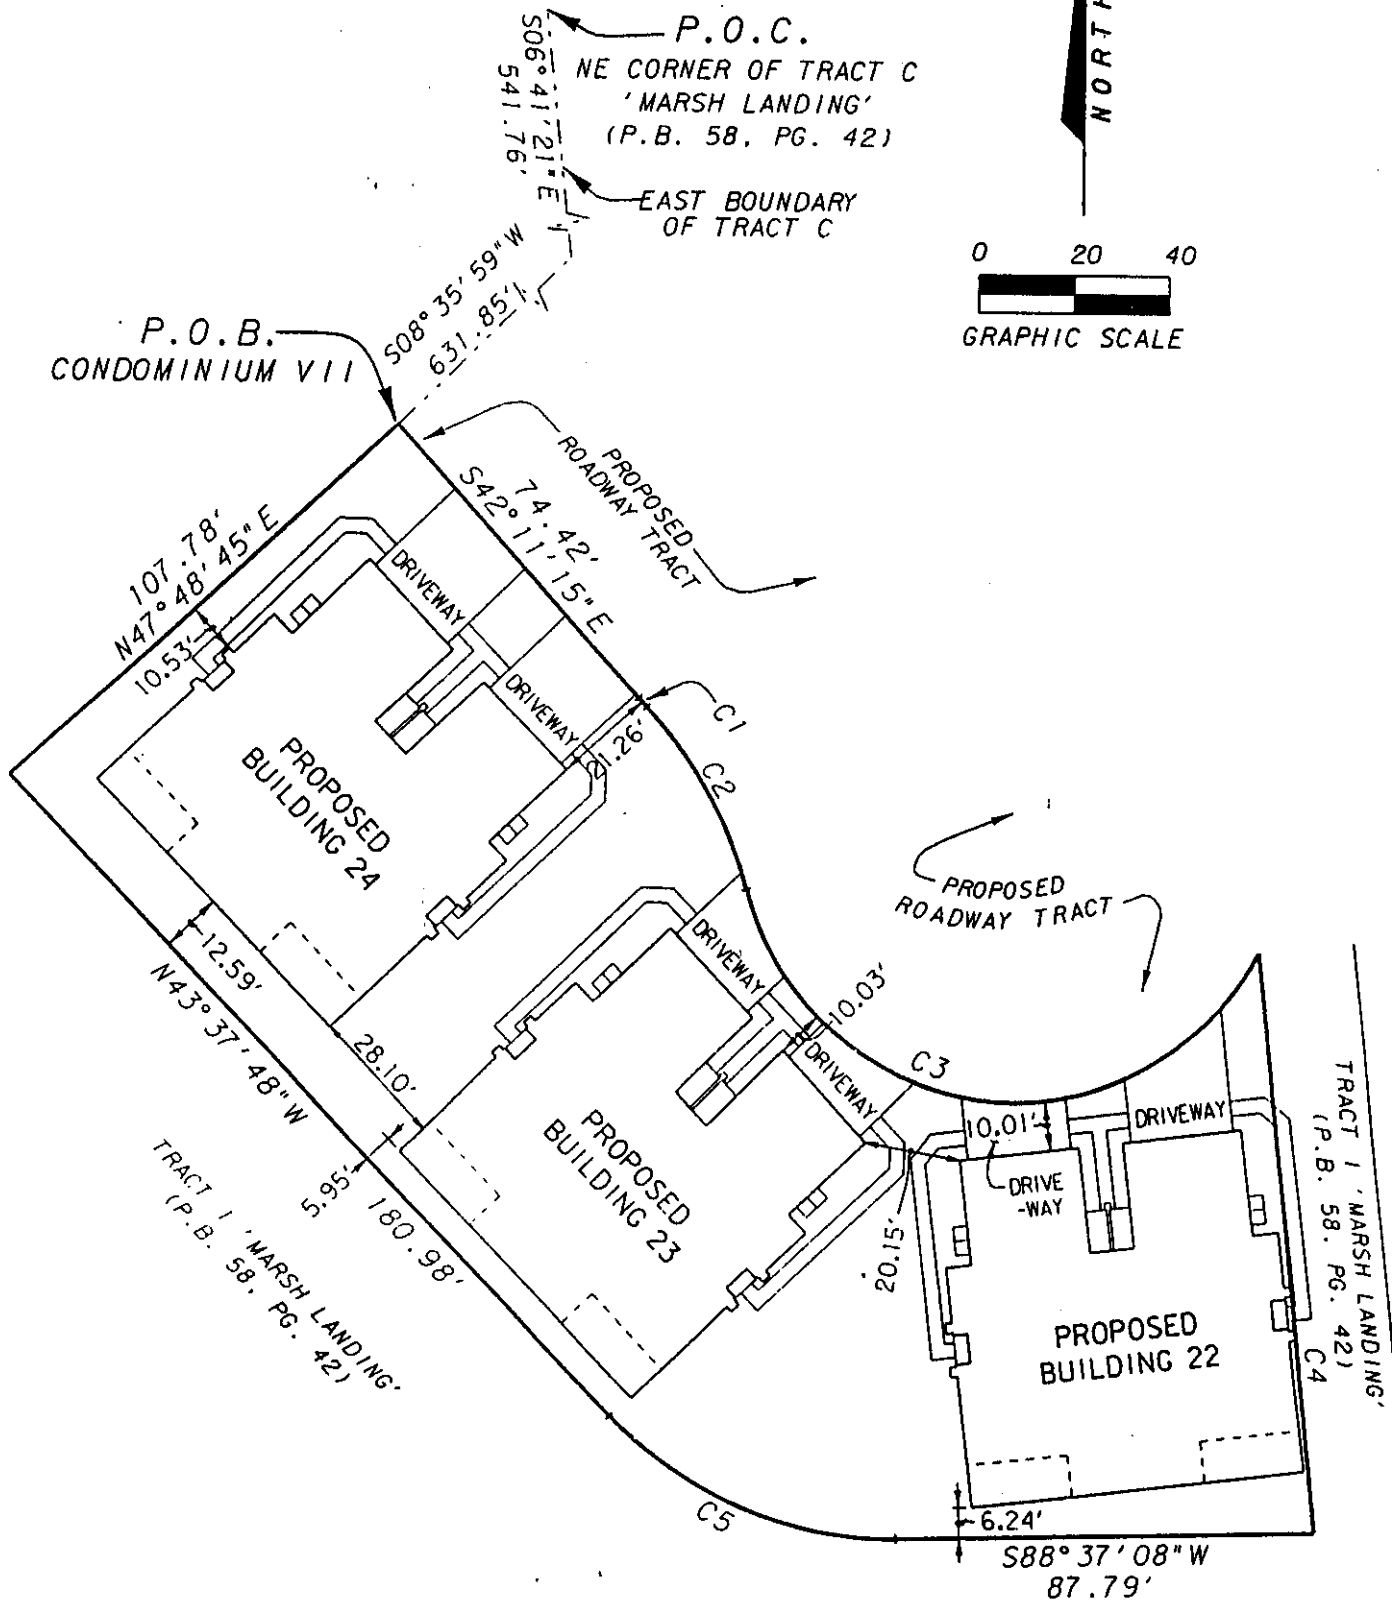 P.O.C.
NE CORNER OF TRACT C
'MARSH LANDING'
(P.B. 58, PG. 42)
S06°41'21"E
541.76'
EAST BOUNDARY
OF TRACT C
NORTH
0 20 40
GRAPHIC SCALE
S08°35'59"W
631.85'
P.O.B.
CONDOMINIUM VII
PROPOSED
ROADWAY TRACT
74.42'
S42°11'15"E
107.78'
N47°48'45"E
10.53'
DRIVEWAY
DRIVEWAY
21.26'
C1
C2
PROPOSED
BUILDING 24
12.59'
N43°37'48"W
180.98'
28.10'
5.95'
TRACT 1 'MARSH LANDING'
(P.B. 58, PG. 42)
PROPOSED
ROADWAY TRACT
DRIVEWAY
10.03'
DRIVEWAY
C3
PROPOSED
BUILDING 23
20.15'
10.01'
DRIVE
-WAY
DRIVEWAY
PROPOSED
BUILDING 22
C4
TRACT 1 'MARSH LANDING'
(P.B. 58. PG. 42)
C5
6.24'
S88°37'08"W
87.79'